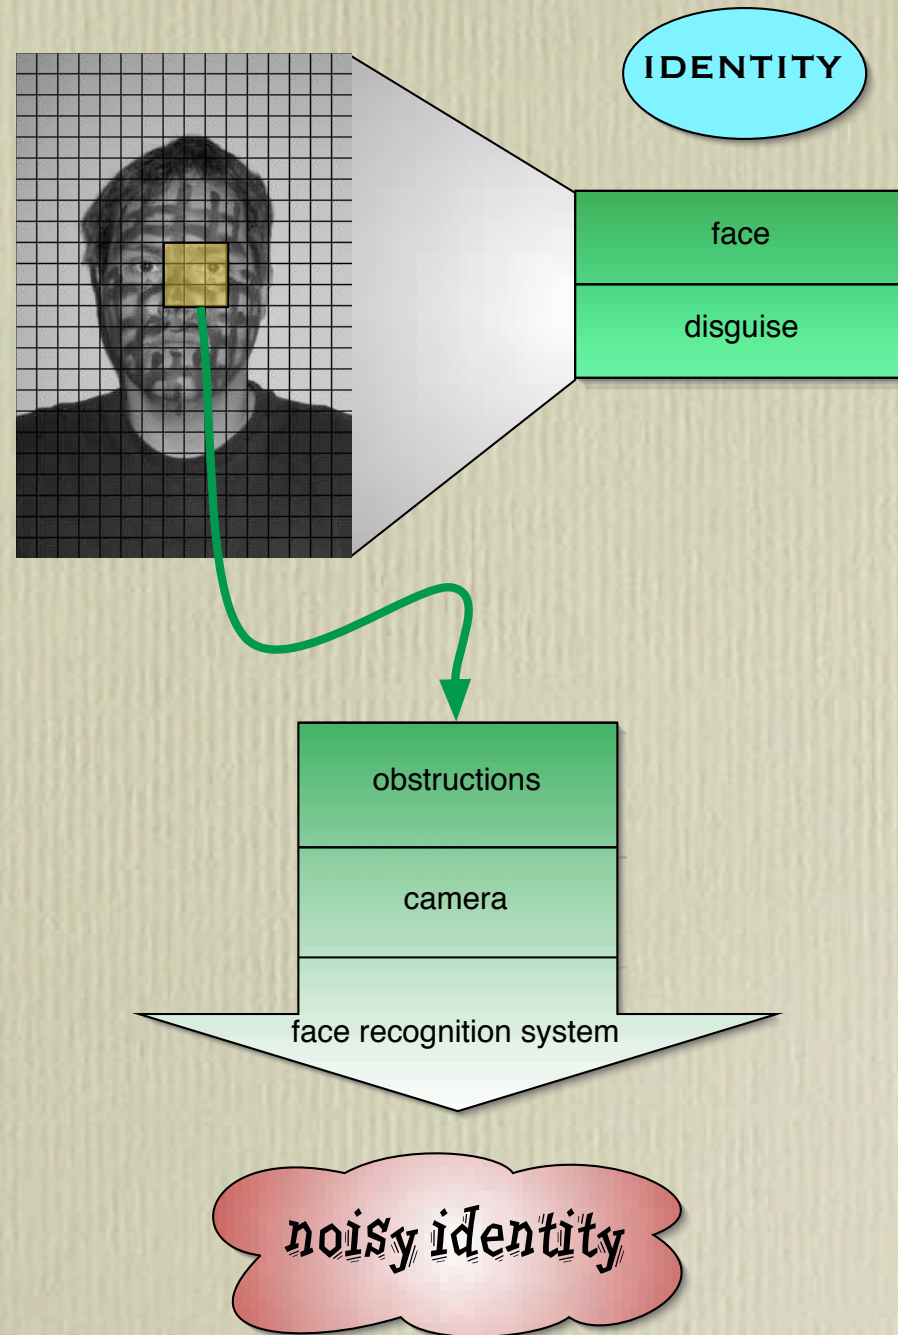 IDENTITY
face
disguise
obstructions
camera
face recognition system
noisy identity